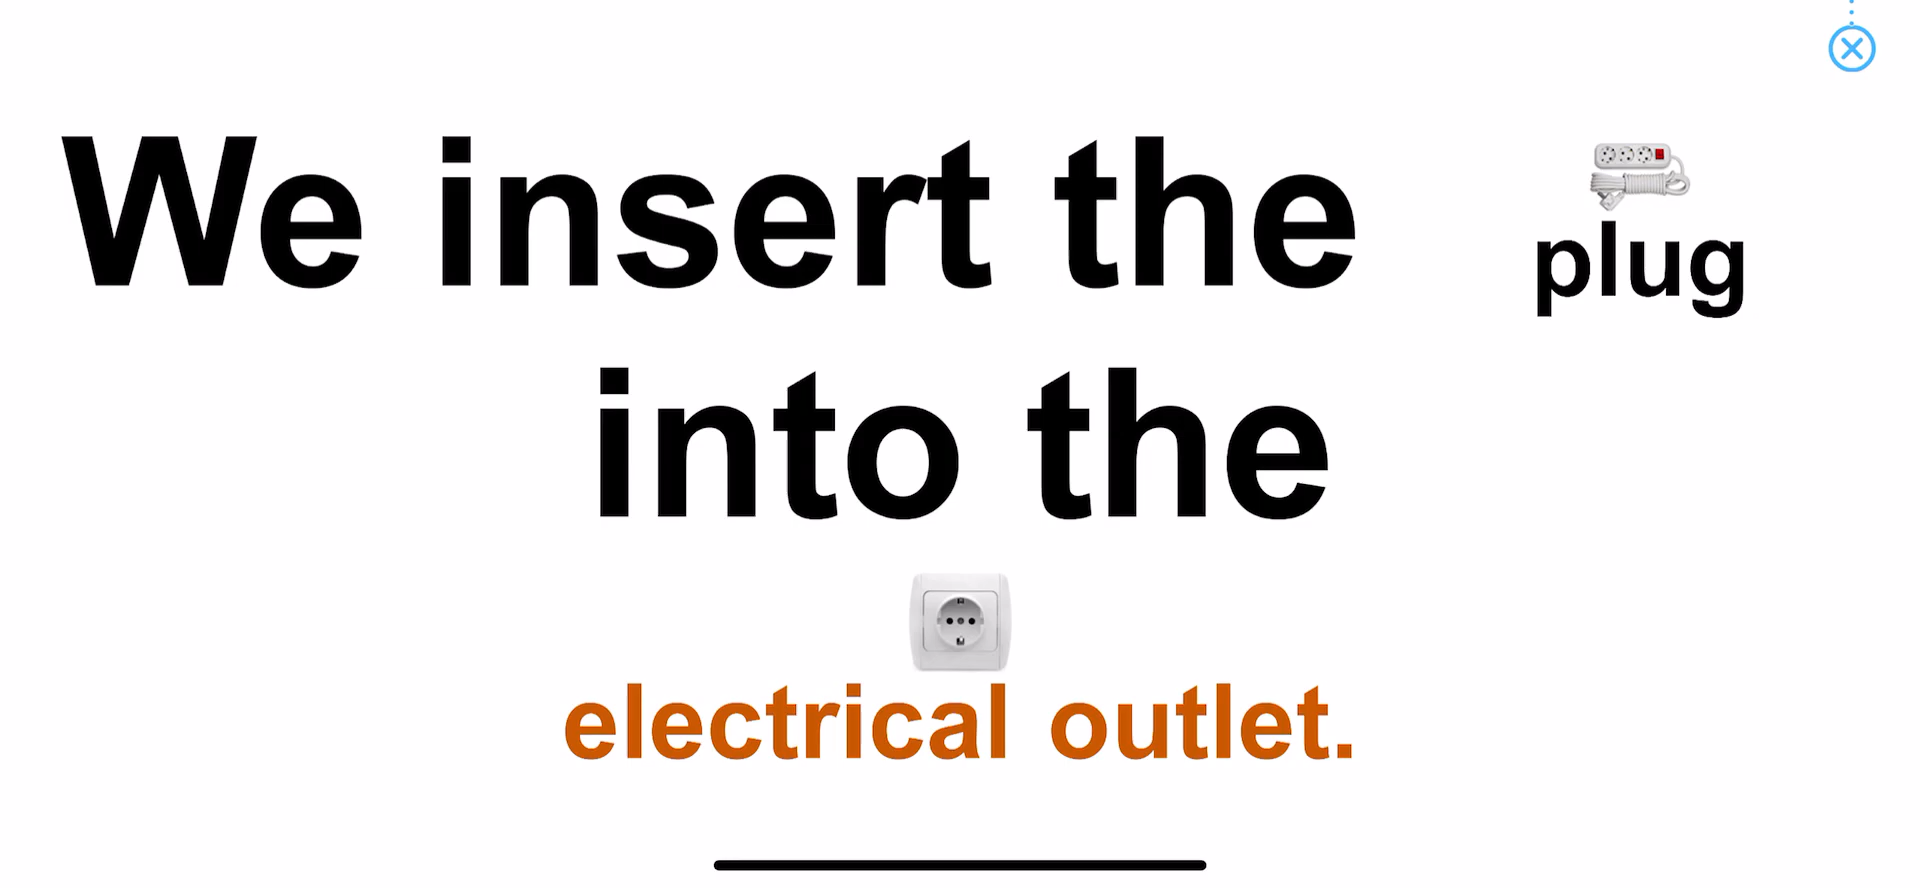 We insert the plug
into the
electrical outlet.